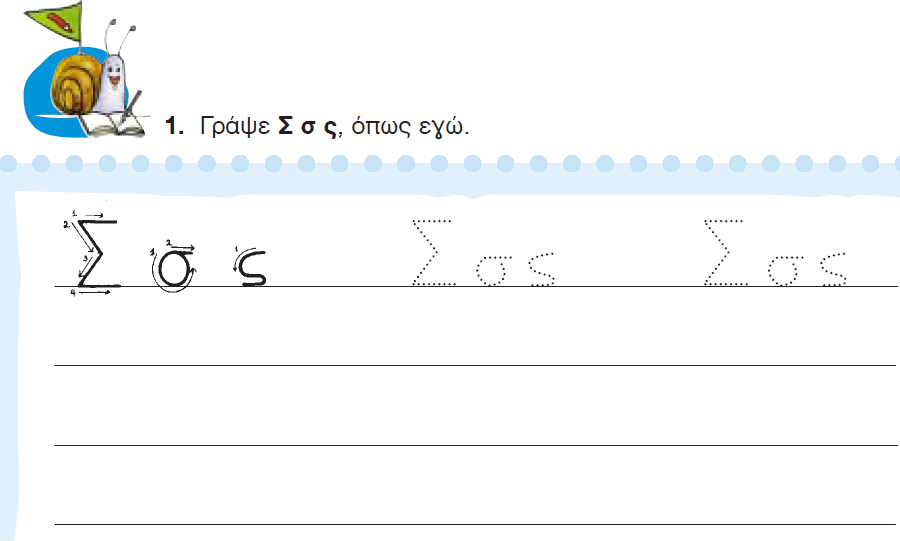 1. Γράψε Σ σ ς, όπως εγώ.
Σ σ ς Σ σ ς Σ σ ς